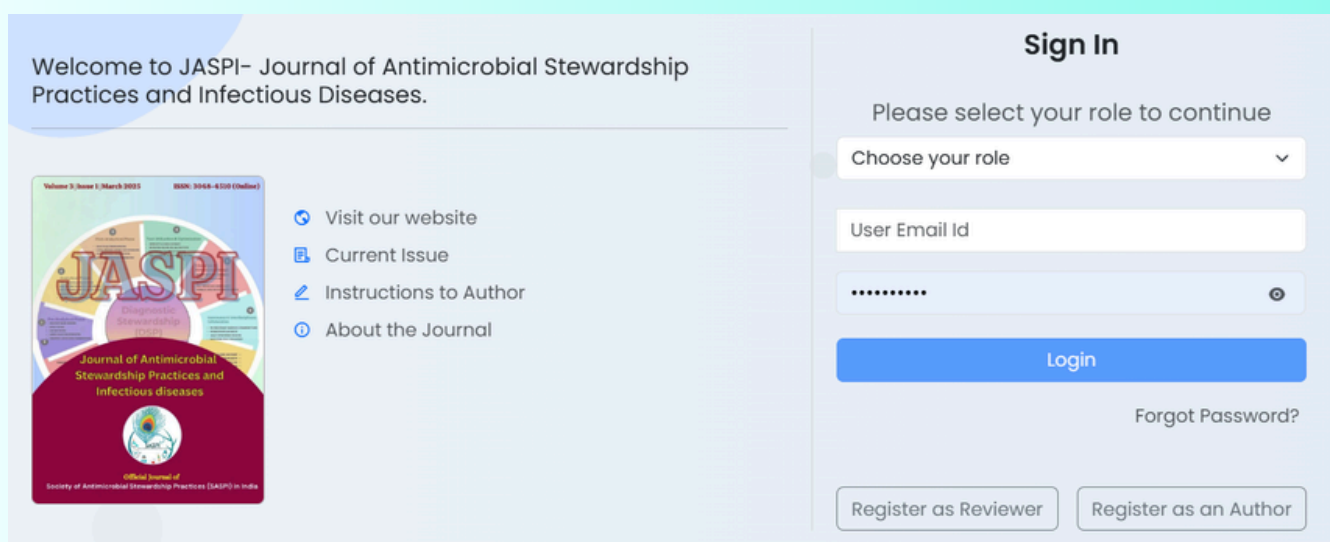 Welcome to JASPI- Journal of Antimicrobial Stewardship
Practices and Infectious Diseases.
Volume 3|Issue 1|March 2025 ISSN: 3048-4510 (Online)
JASPI
Diagnostic
Stewardship
(DSP)
Journal of Antimicrobial
Stewardship Practices and
Infectious diseases
Official Journal of
Society of Antimicrobial Stewardship Practices (SASPI) in India
Visit our website
Current Issue
Instructions to Author
About the Journal
Sign In
Please select your role to continue
Choose your role
User Email Id
••••••••••
Login
Forgot Password?
Register as Reviewer
Register as an Author